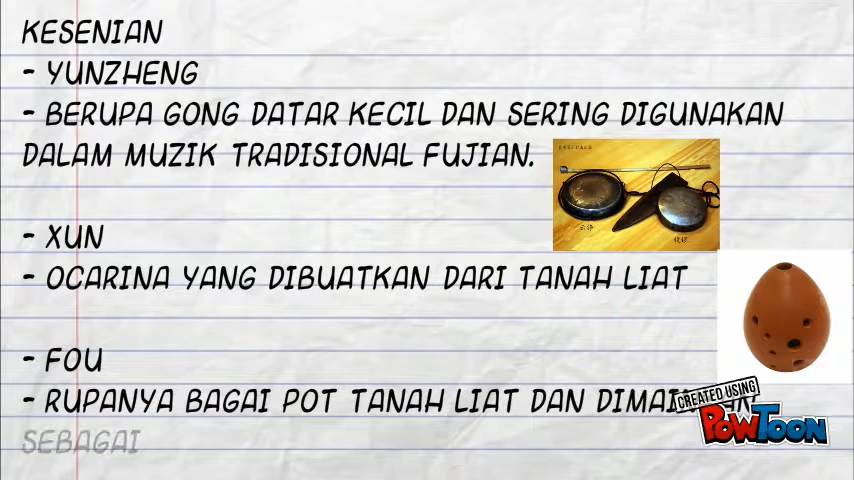 KESENIAN
- YUNZHENG
- BERUPA GONG DATAR KECIL DAN SERING DIGUNAKAN
DALAM MUZIK TRADISIONAL FUJIAN.
- XUN
- OCARINA YANG DIBUATKAN DARI TANAH LIAT
- FOU
- RUPANYA BAGAI POT TANAH LIAT DAN
SEBAGAI
CREATED USING
POWTOON